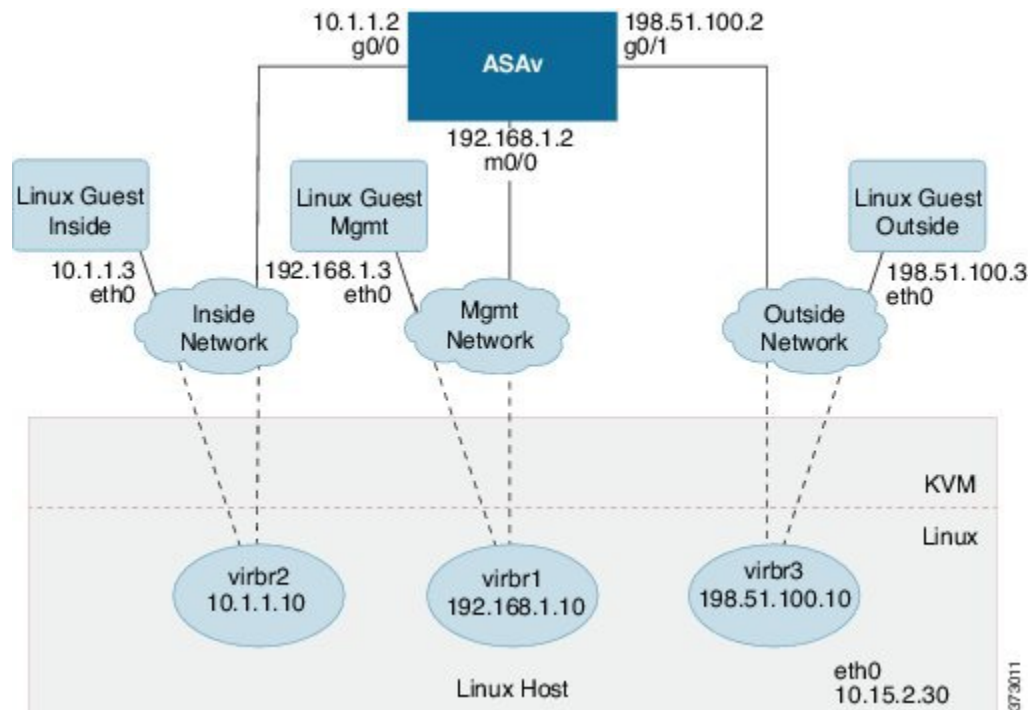 10.1.1.2
g0/0
ASAv
198.51.100.2
g0/1
192.168.1.2
m0/0
Linux Guest
Inside
Linux Guest
Mgmt
Linux Guest
Outside
10.1.1.3
eth0
192.168.1.3
eth0
198.51.100.3
eth0
Inside
Network
Mgmt
Network
Outside
Network
KVM
Linux
virbr2
10.1.1.10
virbr1
192.168.1.10
virbr3
198.51.100.10
Linux Host
eth0
10.15.2.30
373011